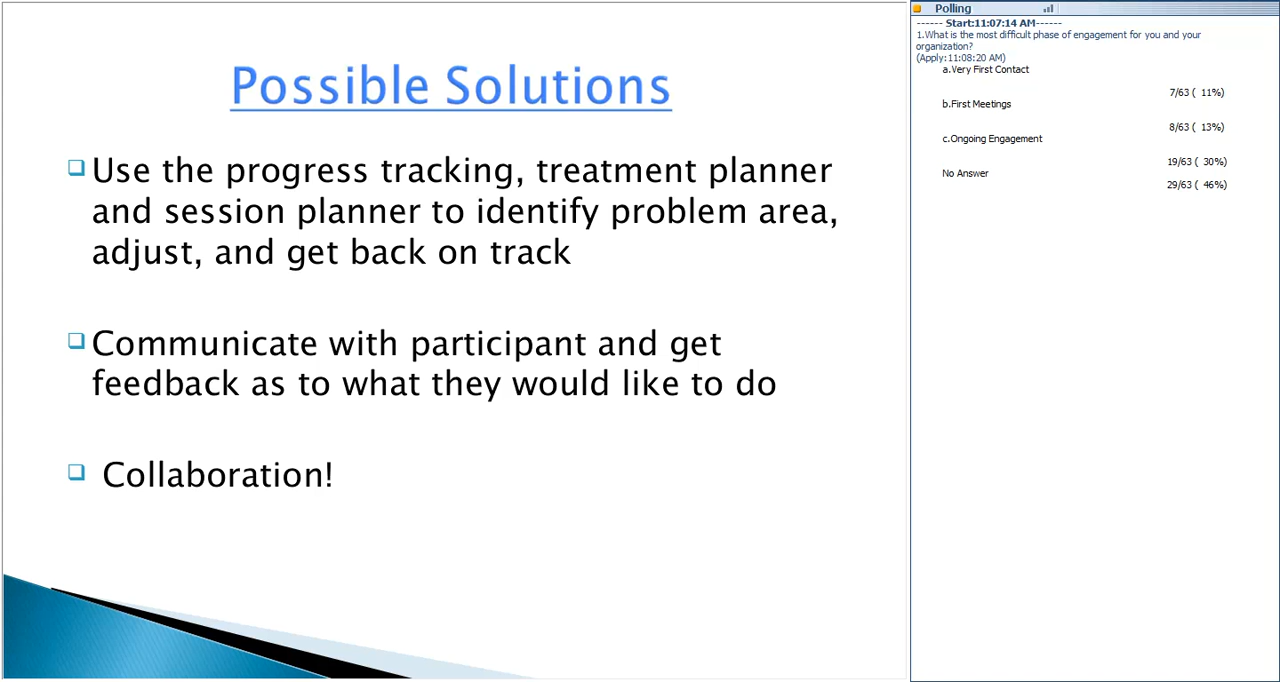 Possible Solutions
Use the progress tracking, treatment planner
and session planner to identify problem area,
adjust, and get back on track
Communicate with participant and get
feedback as to what they would like to do
Collaboration!
Polling
------ Start:11:07:14 AM------
1.What is the most difficult phase of engagement for you and your
organization?
(Apply:11:08:20 AM)
a.Very First Contact
7/63 ( 11%)
b.First Meetings
8/63 ( 13%)
c.Ongoing Engagement
19/63 ( 30%)
No Answer
29/63 ( 46%)